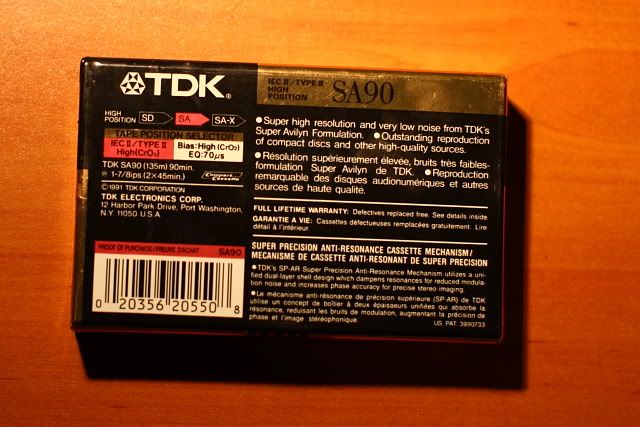 TDK®
HIGH POSITION SD SA SA-X
TAPE POSITION SELECTOR
IEC II/TYPE II High(CrO₂)
Bias: High (CrO₂) EQ: 70µs
TDK SA90 (135m) 90min.
@ 1-7/8ips (2×45min.)
Compact Cassette
©1991 TDK CORPORATION
TDK ELECTRONICS CORP.
12 Harbor Park Drive, Port Washington,
N.Y. 11050 U.S.A.
PROOF OF PURCHASE/PREUVE D'ACHAT SA90
0 20356 20550 8
IEC II/TYPE II
HIGH
POSITION
SA90
●Super high resolution and very low noise from TDK's
Super Avilyn Formulation. ●Outstanding reproduction
of compact discs and other high-quality sources.
●Résolution supérieurement élevée, bruits très faibles-
formulation Super Avilyn de TDK. ●Reproduction
remarquable des disques audionumériques et autres
sources de haute qualité.
FULL LIFETIME WARRANTY: Defectives replaced free. See details inside.
GARANTIE A VIE: Cassettes défectueuses remplacées gratuitement. Lire
détail à l'intérieur.
SUPER PRECISION ANTI-RESONANCE CASSETTE MECHANISM/
MECANISME DE CASSETTE ANTI-RESONANT DE SUPER PRECISION
●TDK's SP-AR Super Precision Anti-Resonance Mechanism utilizes a uni-
fied dual-layer shell design which dampens resonances for reduced modula-
tion noise and increases phase accuracy for precise stereo imaging.
●Le mécanisme anti-résonance de précision supérieure (SP-AR) de TDK
utilise un concept de boîtier à deux épaisseurs unifiées qui absorbe la
résonance, reduisant les bruits de modulation, augmentant la précision de
phase et l'image stéréophonique.
US. PAT. 3990733